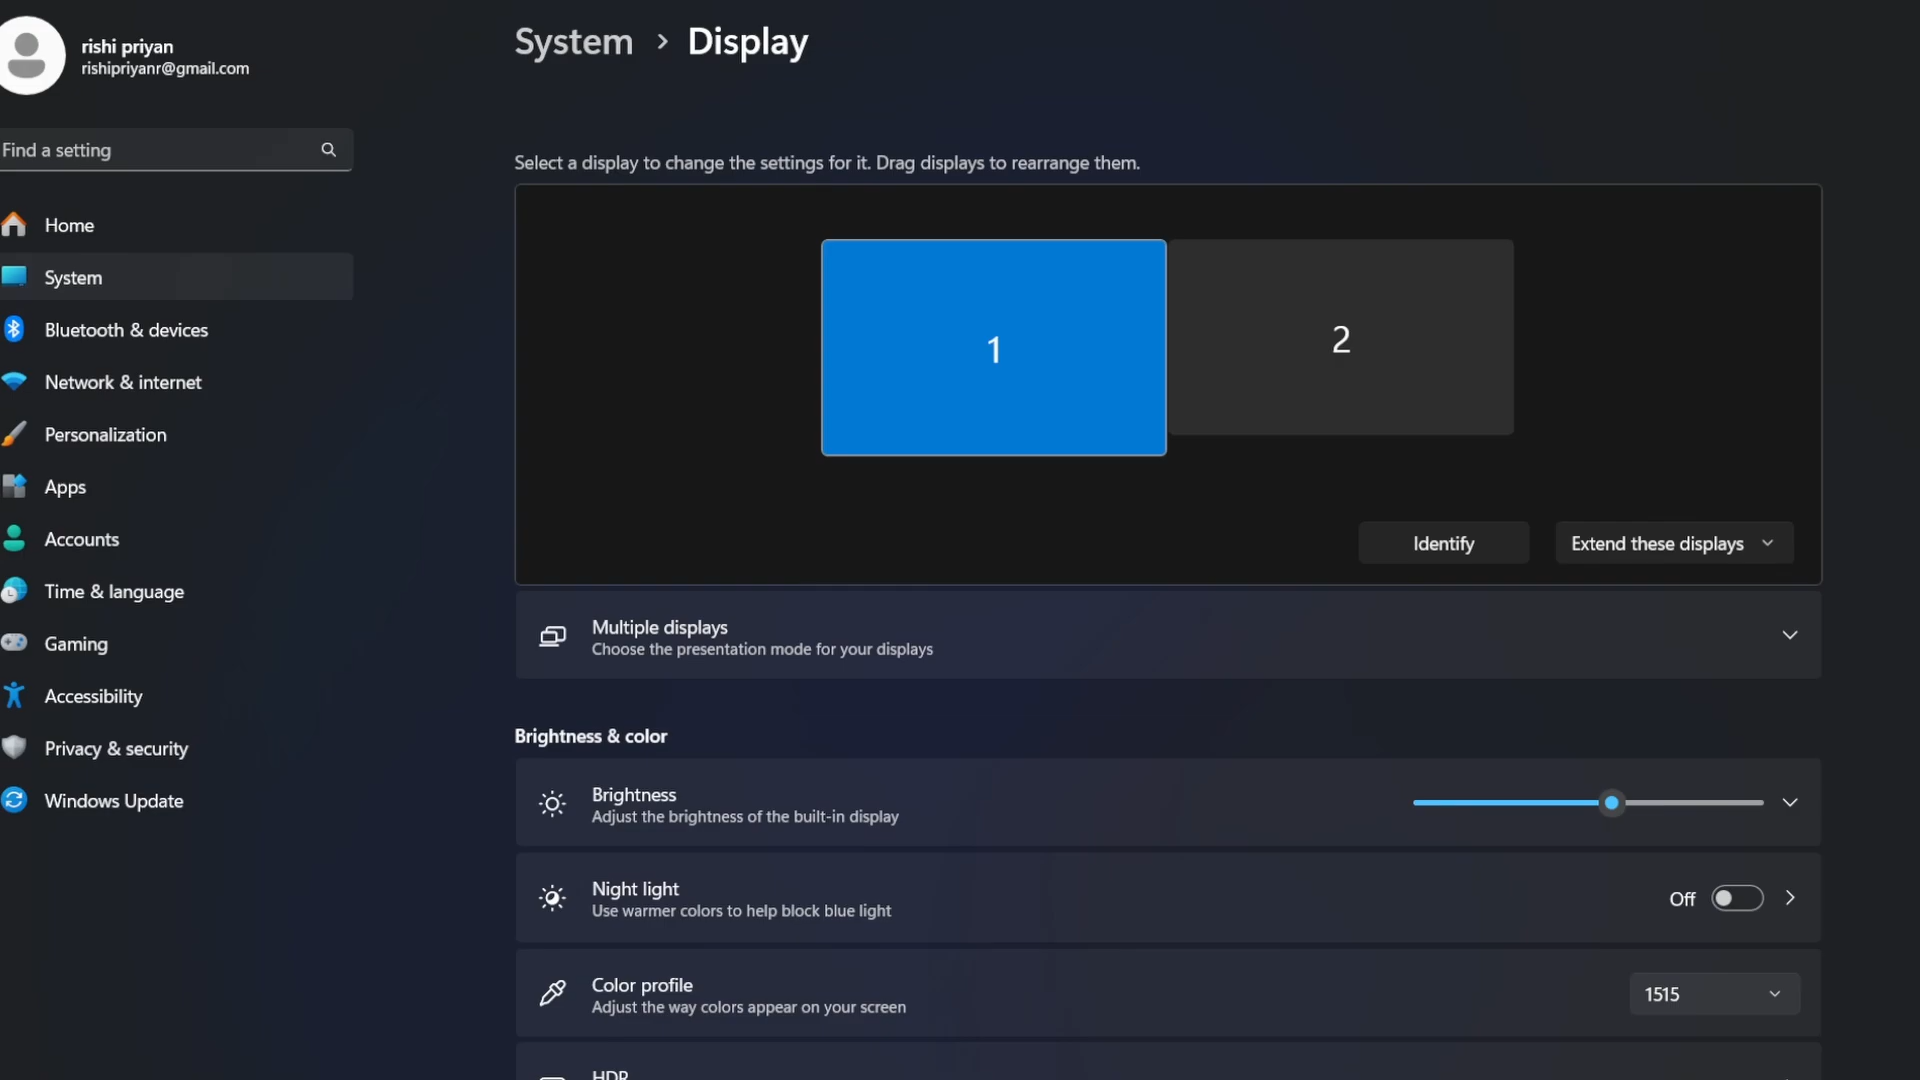 rishi priyan
rishipriyanr@gmail.com
Find a setting
Home
System
Bluetooth & devices
Network & internet
Personalization
Apps
Accounts
Time & language
Gaming
Accessibility
Privacy & security
Windows Update
System > Display
Select a display to change the settings for it. Drag displays to rearrange them.
1
2
Identify
Extend these displays
Multiple displays
Choose the presentation mode for your displays
Brightness & color
Brightness
Adjust the brightness of the built-in display
Night light
Use warmer colors to help block blue light
Off
Color profile
Adjust the way colors appear on your screen
1515
HDR